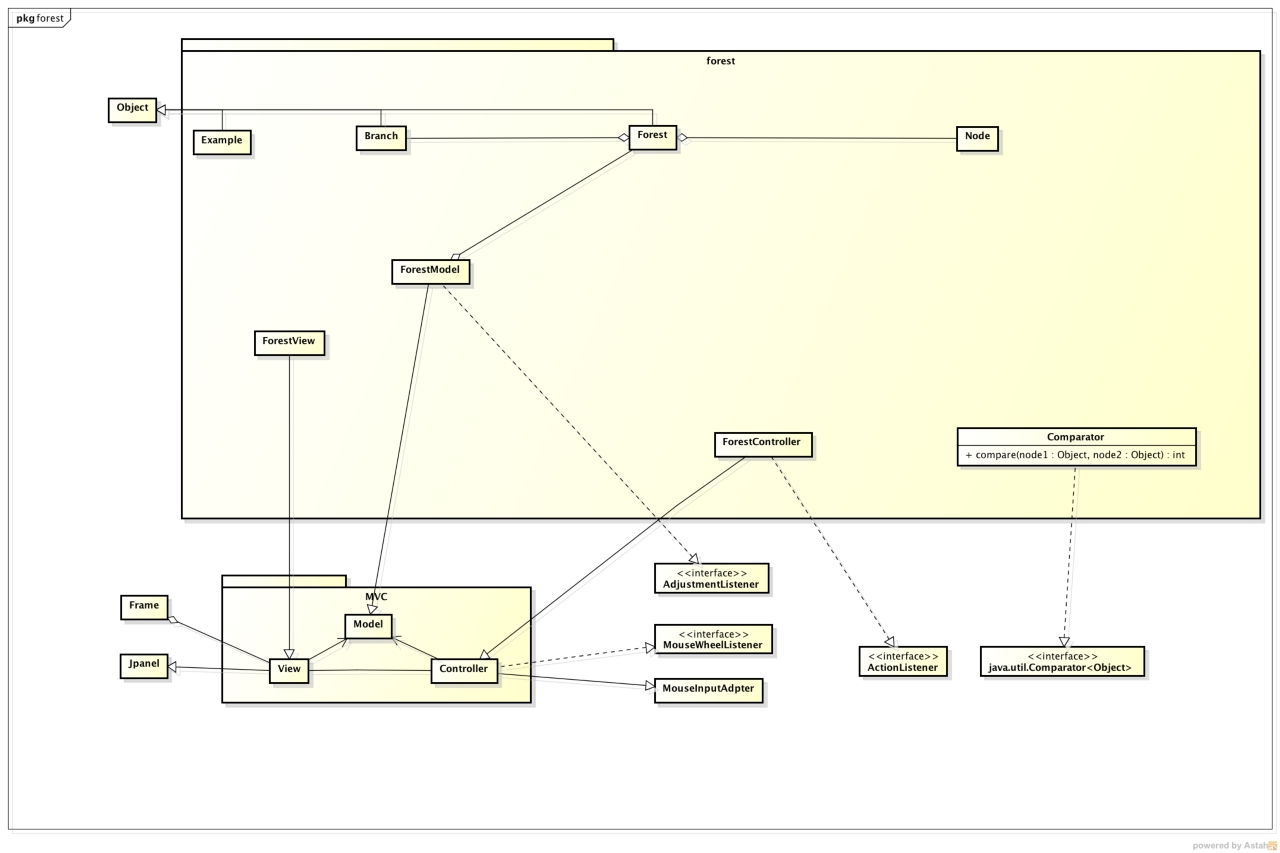 pkg forest
forest
Object
Example
Branch
Forest
Node
ForestModel
ForestView
ForestController
Comparator
+ compare(node1 : Object, node2 : Object) : int
<<interface>>
AdjustmentListener
MVC
Frame
Model
<<interface>>
MouseWheelListener
<<interface>>
ActionListener
<<interface>>
java.util.Comparator<Object>
Jpanel
View
Controller
MouseInputAdpter
powered by Astah